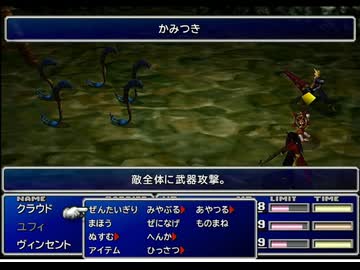 かみつき
敵全体に武器攻撃。
NAME
LIMIT
TIME
クラウド
ユフィ
ヴィンセント
ぜんたいぎり みやぶる あやつる
まほう ぜになげ ものまね
ぬすむ へんか
アイテム ひっさつ
8
9
9